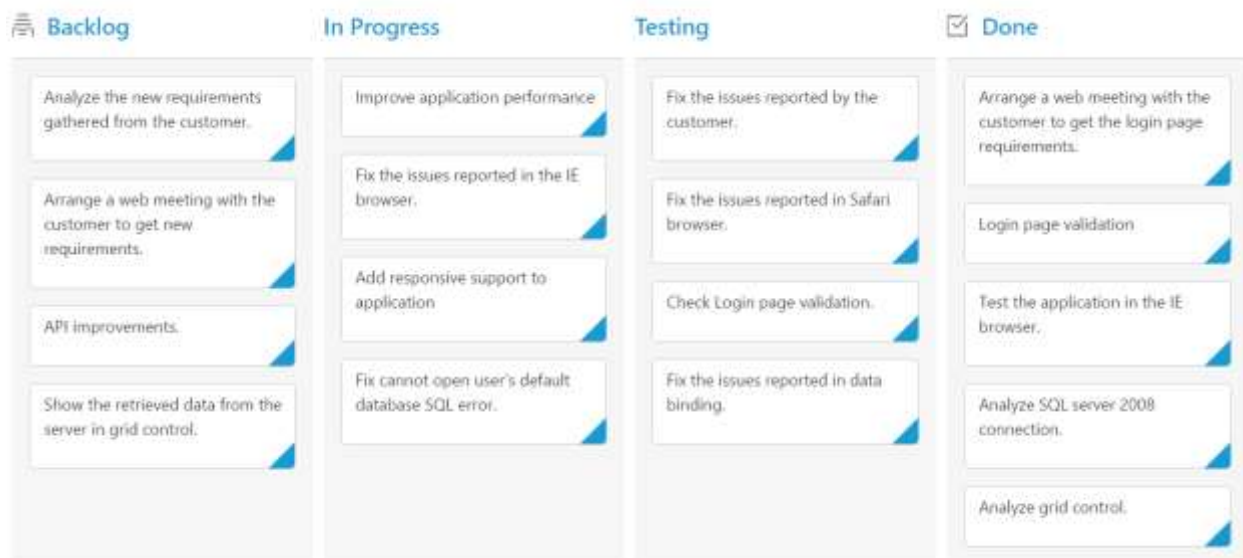 Backlog
Analyze the new requirements
gathered from the customer.
Arrange a web meeting with the
customer to get new
requirements.
API improvements.
Show the retrieved data from the
server in grid control.
In Progress
Improve application performance
Fix the issues reported in the IE
browser.
Add responsive support to
application
Fix cannot open user's default
database SQL error.
Testing
Fix the issues reported by the
customer.
Fix the issues reported in Safari
browser.
Check Login page validation.
Fix the issues reported in data
binding.
Done
Arrange a web meeting with the
customer to get the login page
requirements.
Login page validation
Test the application in the IE
browser.
Analyze SQL server 2008
connection.
Analyze grid control.